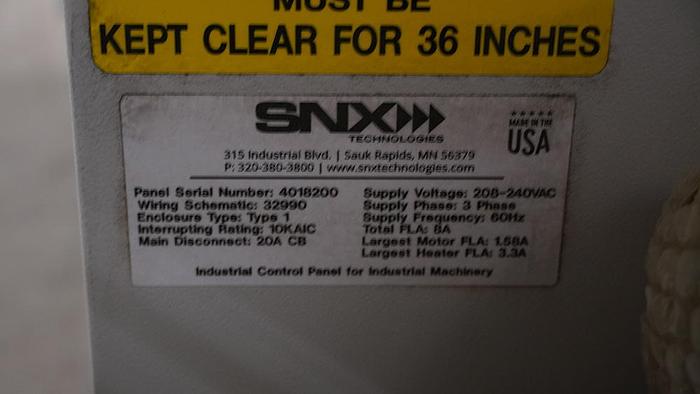 MUST BE
KEPT CLEAR FOR 36 INCHES
SNX
TECHNOLOGIES
MADE IN THE
USA
315 Industrial Blvd. | Sauk Rapids, MN 56379
P: 320-380-3800 | www.snxtechnologies.com
Panel Serial Number: 4018200
Wiring Schematic: 32990
Enclosure Type: Type 1
Interrupting Rating: 10KAIC
Main Disconnect: 20A CB
Supply Voltage: 208-240VAC
Supply Phase: 3 Phase
Supply Frequency: 60Hz
Total FLA: 8A
Largest Motor FLA: 1.58A
Largest Heater FLA: 3.3A
Industrial Control Panel for Industrial Machinery